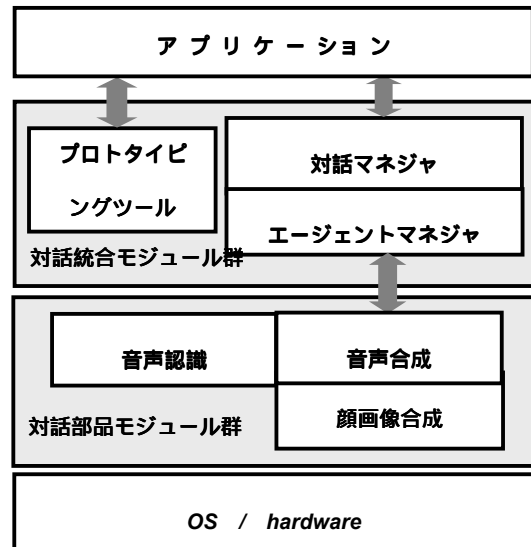 アプリケーション
プロトタイピ
ングツール
対話マネジャ
エージェントマネジャ
対話統合モジュール群
音声認識
音声合成
顔画像合成
対話部品モジュール群
OS / hardware